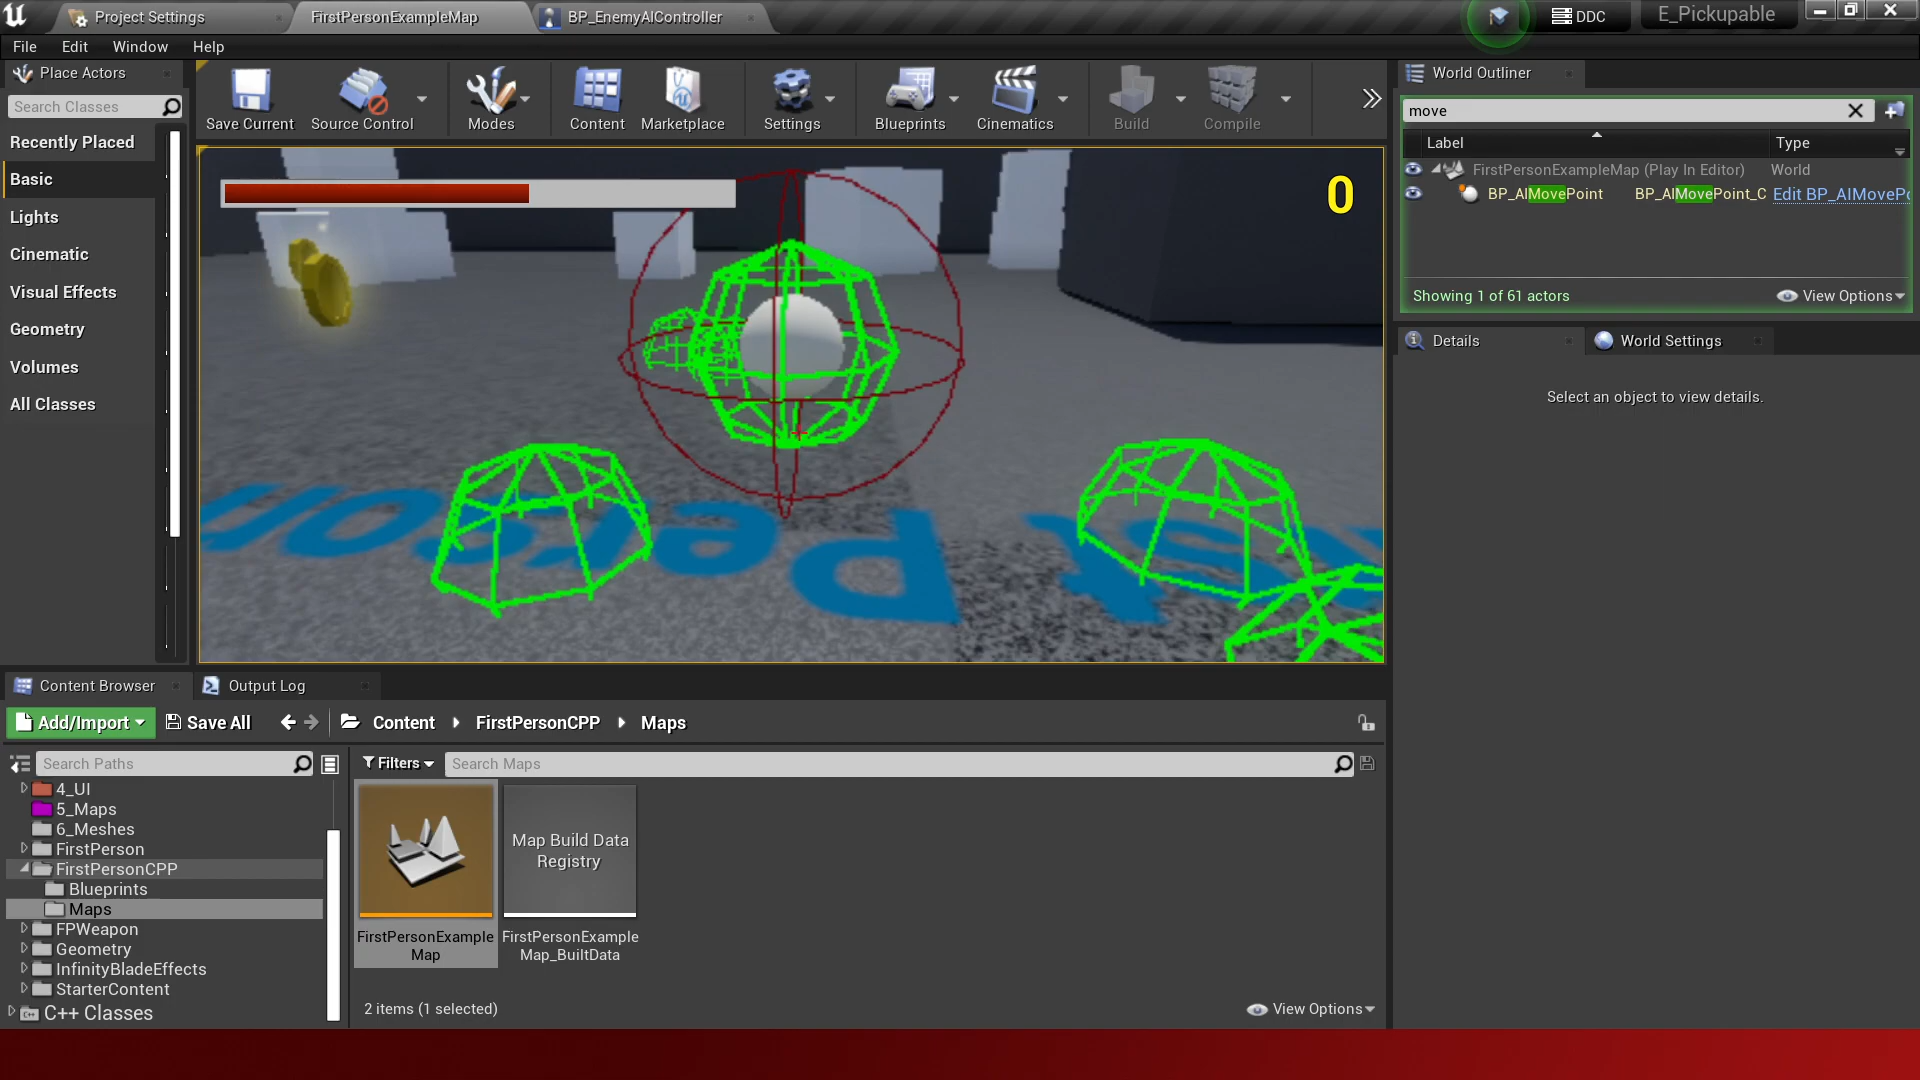 Project Settings
FirstPersonExampleMap
BP_EnemyAIController
DDC
E_Pickupable
File
Edit
Window
Help
Place Actors
Search Classes
Recently Placed
Basic
Lights
Cinematic
Visual Effects
Geometry
Volumes
All Classes
Save Current
Source Control
Modes
Content
Marketplace
Settings
Blueprints
Cinematics
Build
Compile
0
First Person
World Outliner
move
Label
Type
FirstPersonExampleMap (Play In Editor)
World
BP_AIMovePoint
BP_AIMovePoint_C
Edit BP_AIMovePo
Showing 1 of 61 actors
View Options
Details
World Settings
Select an object to view details.
Content Browser
Output Log
Add/Import
Save All
Content
FirstPersonCPP
Maps
Search Paths
Filters
Search Maps
4_UI
5_Maps
6_Meshes
FirstPerson
FirstPersonCPP
Blueprints
Maps
FPWeapon
Geometry
InfinityBladeEffects
StarterContent
C++ Classes
Map Build Data
Registry
FirstPersonExample
Map
FirstPersonExample
Map_BuiltData
2 items (1 selected)
View Options